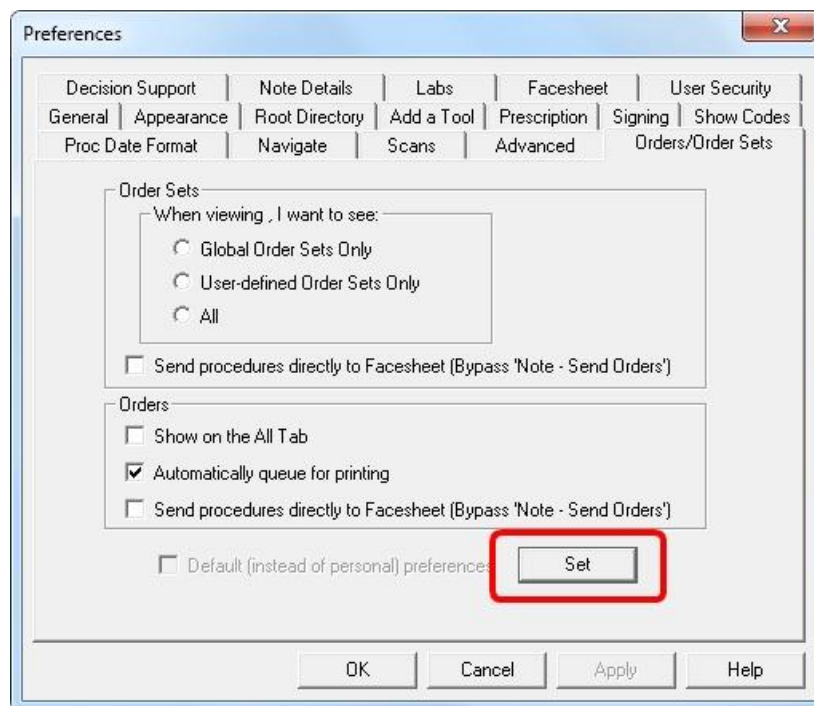 Preferences
Decision Support Note Details Labs Facesheet User Security
General Appearance Root Directory Add a Tool Prescription Signing Show Codes
Proc Date Format Navigate Scans Advanced Orders/Order Sets
Order Sets
When viewing , I want to see:
Global Order Sets Only
User-defined Order Sets Only
All
Send procedures directly to Facesheet (Bypass 'Note - Send Orders')
Orders
Show on the All Tab
Automatically queue for printing
Send procedures directly to Facesheet (Bypass 'Note - Send Orders')
Default (instead of personal) preferences Set
OK Cancel Apply Help